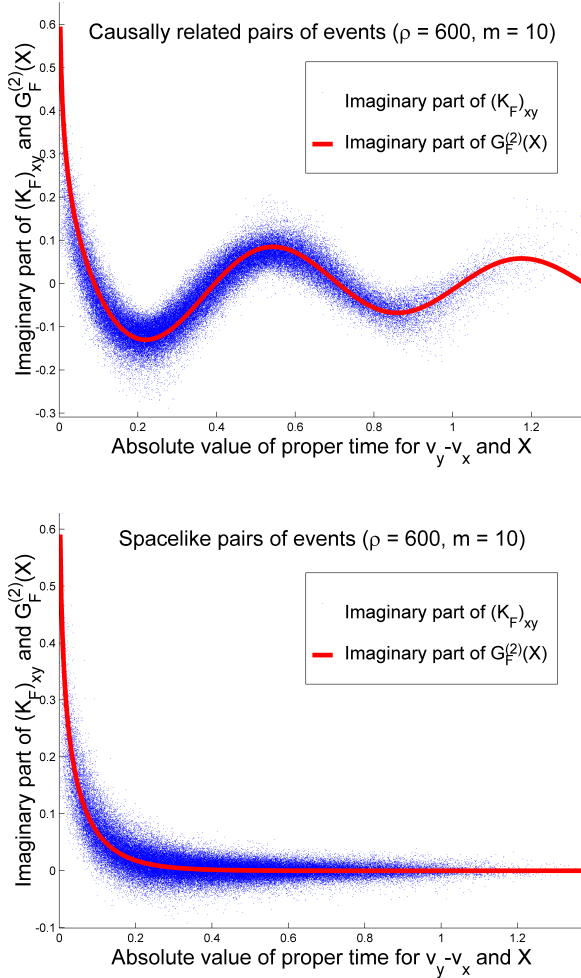 Causally related pairs of events (ρ = 600, m = 10)
Imaginary part of (K_F)_xy and G_F^(2)(X)
0.6
0.5
0.4
0.3
0.2
0.1
0
-0.1
-0.2
-0.3
Imaginary part of (K_F)_xy
Imaginary part of G_F^(2)(X)
0 0.2 0.4 0.6 0.8 1 1.2
Absolute value of proper time for v_y-v_x and X
Spacelike pairs of events (ρ = 600, m = 10)
Imaginary part of (K_F)_xy and G_F^(2)(X)
0.6
0.5
0.4
0.3
0.2
0.1
0
-0.1
Imaginary part of (K_F)_xy
Imaginary part of G_F^(2)(X)
0 0.2 0.4 0.6 0.8 1 1.2
Absolute value of proper time for v_y-v_x and X